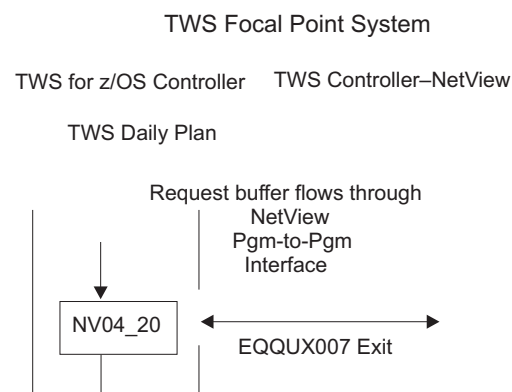 TWS Focal Point System
TWS for z/OS Controller
TWS Controller–NetView
TWS Daily Plan
Request buffer flows through
NetView
Pgm-to-Pgm
Interface
NV04_20
EQQUX007 Exit